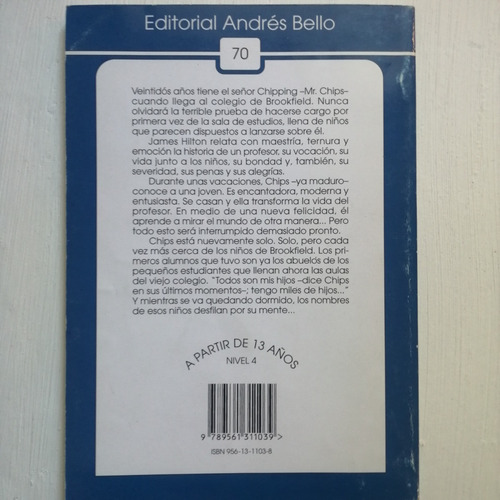 Editorial Andrés Bello
70
Veintidós años tiene el señor Chipping –Mr. Chips–
cuando llega al colegio de Brookfield. Nunca
olvidará la terrible prueba de hacerse cargo por
primera vez de la sala de estudios, llena de niños
que parecen dispuestos a lanzarse sobre él.
James Hilton relata con maestría, ternura y
emoción la historia de un profesor, su vocación, su
vida junto a los niños, su bondad y, también, su
severidad, sus penas y sus alegrías.
Durante unas vacaciones, Chips –ya maduro–
conoce a una joven. Es encantadora, moderna y
entusiasta. Se casan y ella transforma la vida del
profesor. En medio de una nueva felicidad, él
aprende a mirar el mundo de otra manera... Pero
todo esto será interrumpido demasiado pronto.
Chips está nuevamente solo. Solo, pero cada
vez más cerca de los niños de Brookfield. Los pri-
meros alumnos que tuvo son ya los abuelos de los
pequeños estudiantes que llenan ahora las aulas
del viejo colegio. "Todos son mis hijos –dice Chips
en sus últimos momentos–; tengo miles de hijos..."
Y mientras se va quedando dormido, los nombres
de esos niños desfilan por su mente...
A PARTIR DE 13 AÑOS
NIVEL 4
9 789561 311039 >
ISBN 956-13-1103-8